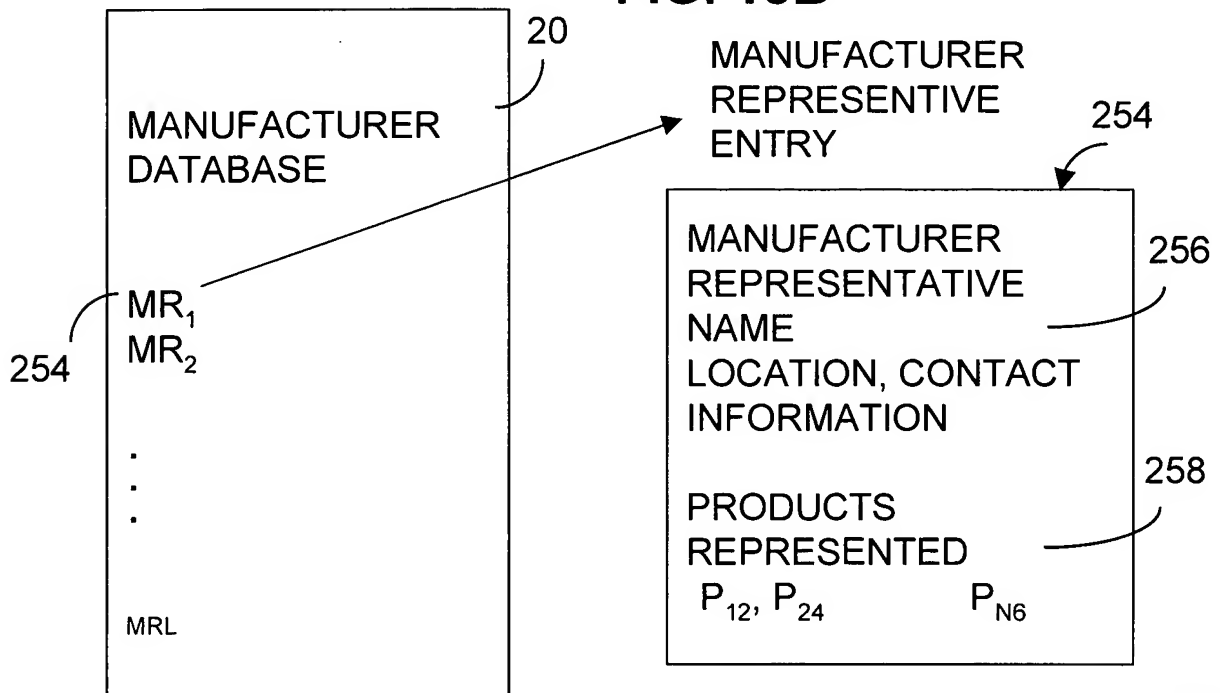 20
MANUFACTURER
DATABASE
254
MR₁
MR₂
.
.
.
MRL
MANUFACTURER
REPRESENTIVE
ENTRY
254
MANUFACTURER
REPRESENTATIVE
NAME
256
LOCATION, CONTACT
INFORMATION
258
PRODUCTS
REPRESENTED
P₁₂, P₂₄ P_N6